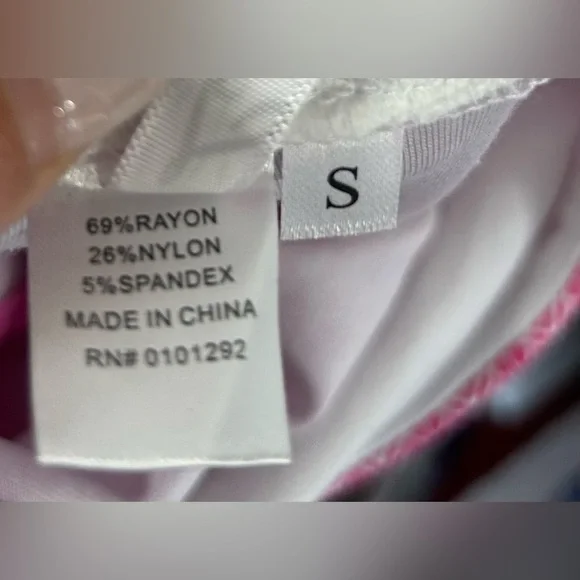 S
69%RAYON
26%NYLON
5%SPANDEX
MADE IN CHINA
RN# 0101292